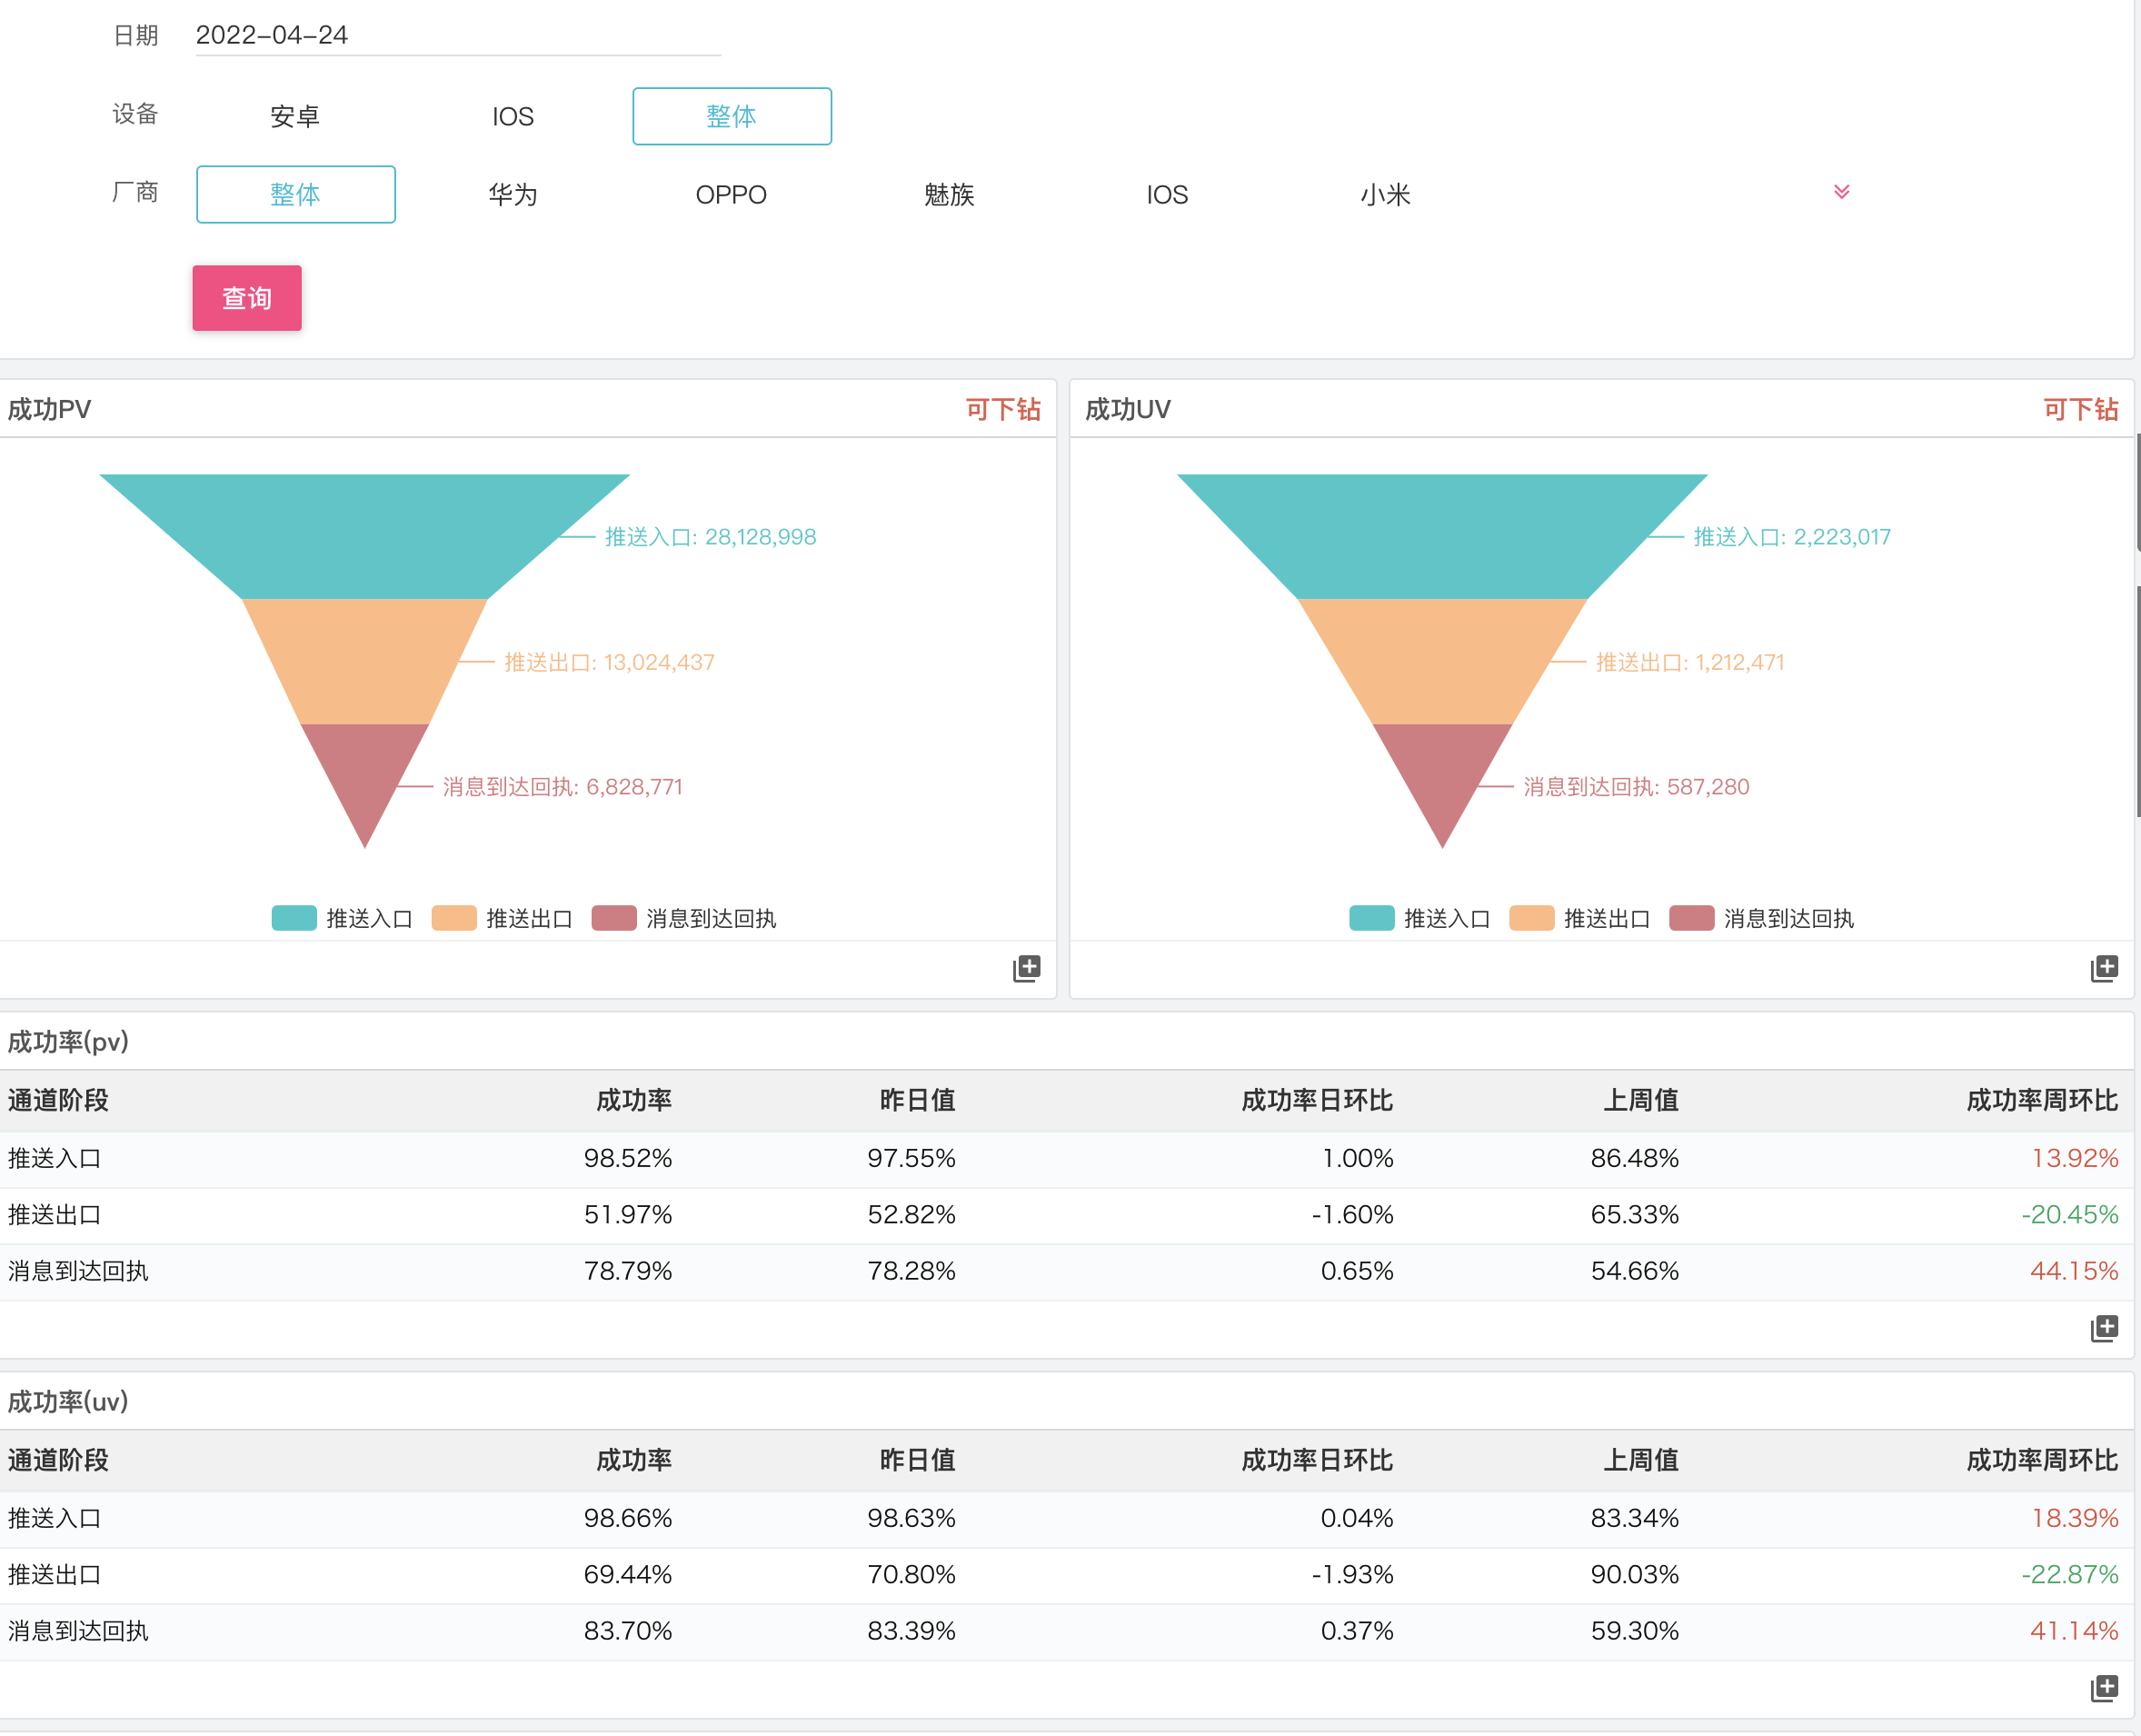 日期 2022-04-24
设备 安卓 IOS 整体
厂商 整体 华为 OPPO 魅族 IOS 小米
查询
成功PV 可下钻
推送入口: 28,128,998
推送出口: 13,024,437
消息到达回执: 6,828,771
推送入口 推送出口 消息到达回执
成功UV 可下钻
推送入口: 2,223,017
推送出口: 1,212,471
消息到达回执: 587,280
推送入口 推送出口 消息到达回执
成功率(pv)
通道阶段 成功率 昨日值 成功率日环比 上周值 成功率周环比
推送入口 98.52% 97.55% 1.00% 86.48% 13.92%
推送出口 51.97% 52.82% -1.60% 65.33% -20.45%
消息到达回执 78.79% 78.28% 0.65% 54.66% 44.15%
成功率(uv)
通道阶段 成功率 昨日值 成功率日环比 上周值 成功率周环比
推送入口 98.66% 98.63% 0.04% 83.34% 18.39%
推送出口 69.44% 70.80% -1.93% 90.03% -22.87%
消息到达回执 83.70% 83.39% 0.37% 59.30% 41.14%